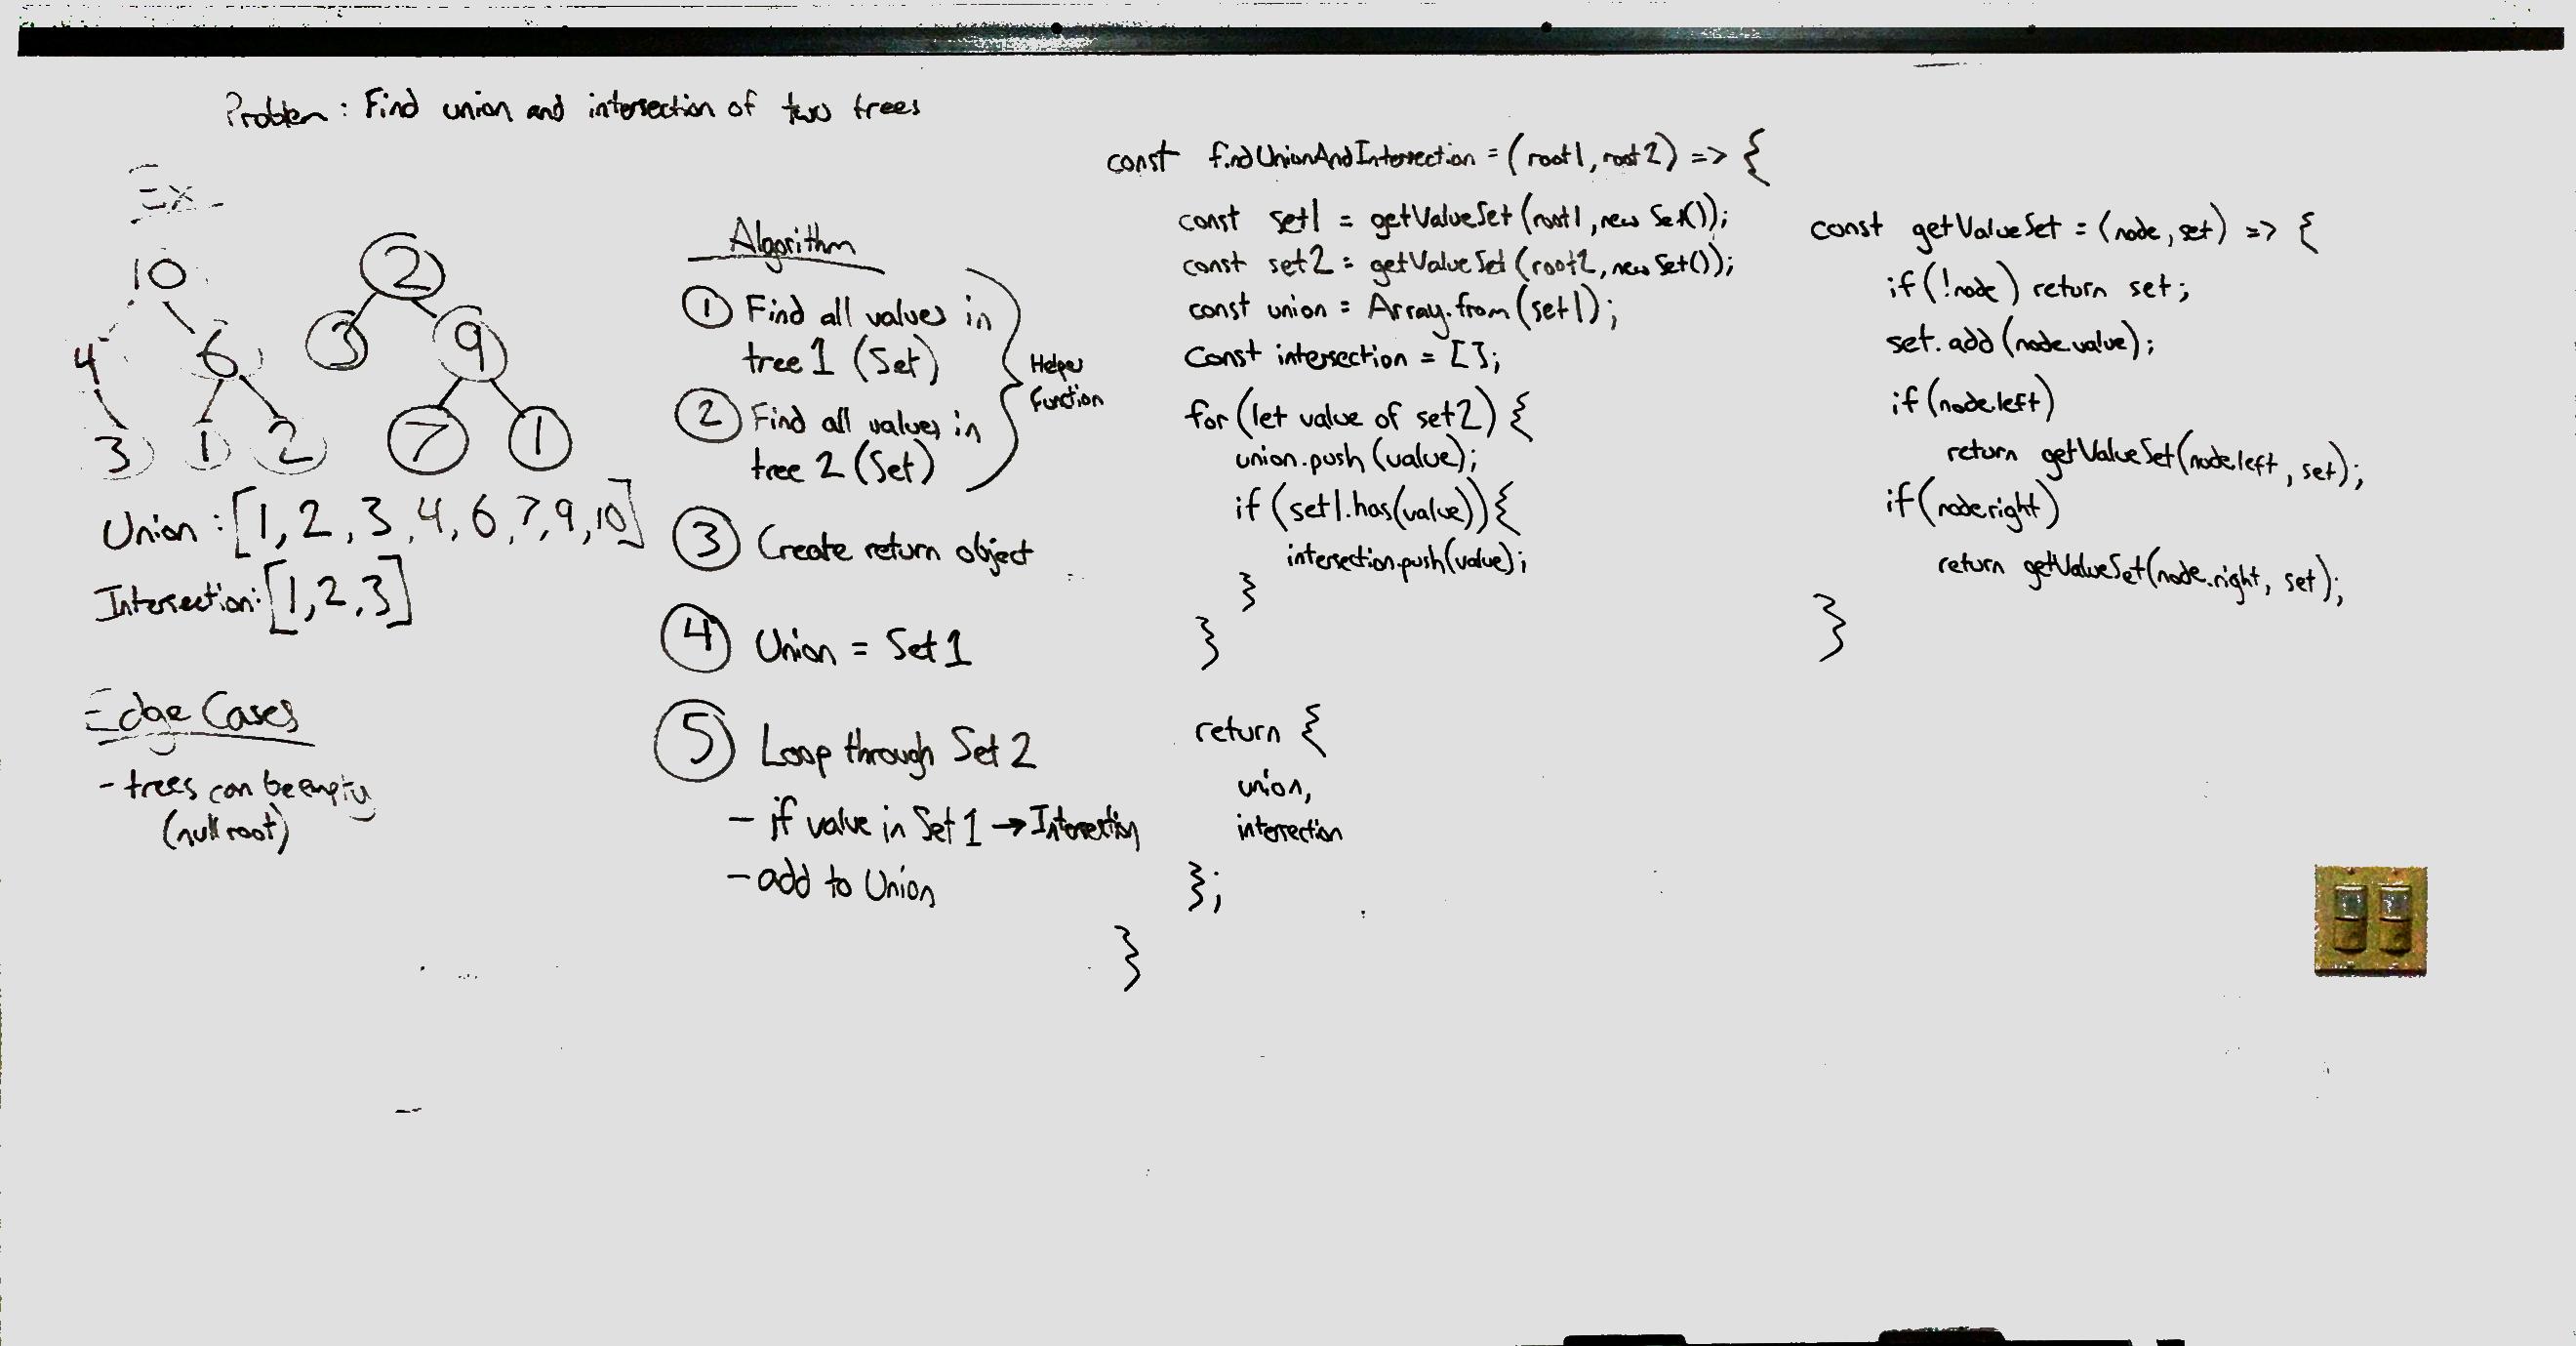 Problem: Find union and intersection of two trees
Ex
10
4 6
3 1 2
2
3 9
7 1
Union: [1, 2, 3, 4, 6, 7, 9, 10]
Intersection: [1, 2, 3]
Edge Cases
- trees can be empty
(null root)
Algorithm
① Find all values in
tree 1 (Set)
② Find all values in
tree 2 (Set)
Helper
function
③ Create return object
④ Union = Set 1
⑤ Loop through Set 2
- if value in Set 1 → Intersection
- add to Union
const findUnionAndIntersection = (root1, root2) => {
const set1 = getValueSet(root1, new Set());
const set2 = getValueSet(root2, new Set());
const union = Array.from(set1);
const intersection = [];
for (let value of set2) {
union.push(value);
if (set1.has(value)) {
intersection.push(value);
}
}
return {
union,
intersection
};
}
const getValueSet = (node, set) => {
if (!node) return set;
set.add(node.value);
if (node.left)
return getValueSet(node.left, set);
if (node.right)
return getValueSet(node.right, set);
}